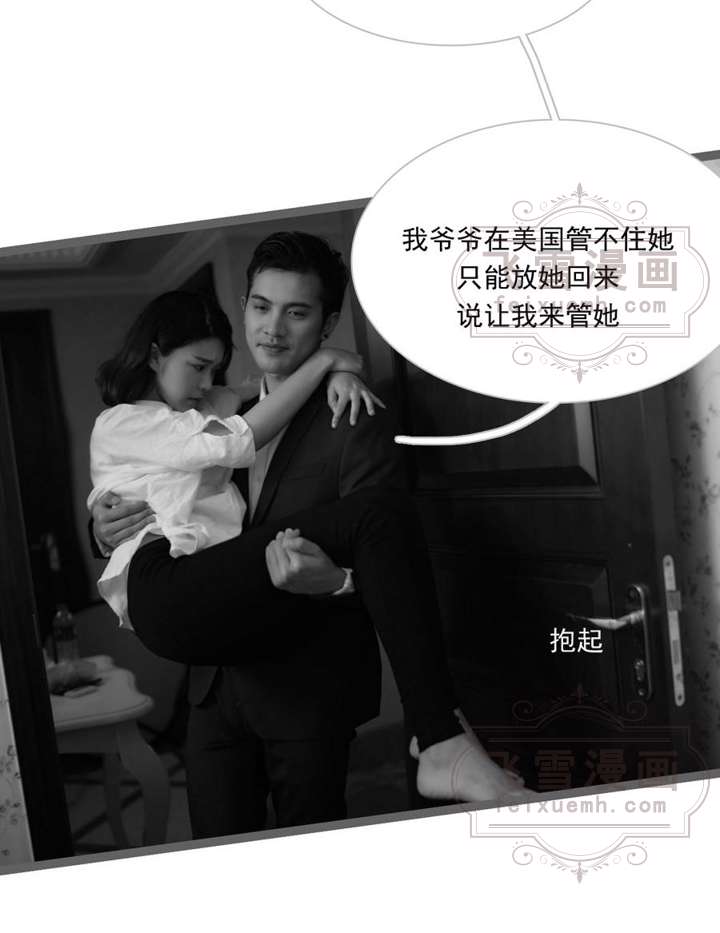 我爷爷在美国管不住她
只能放她回来
说让我来管她
飞雪漫画
feixuemh.com
抱起
飞雪漫画
feixuemh.com